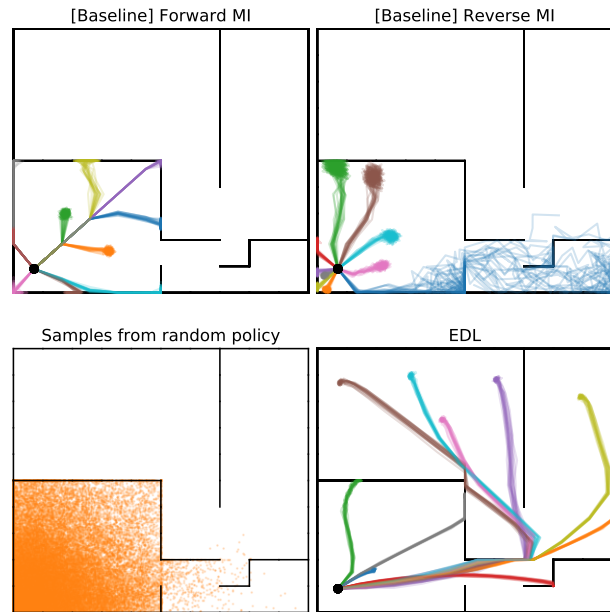 [Baseline] Forward MI
[Baseline] Reverse MI
Samples from random policy
EDL